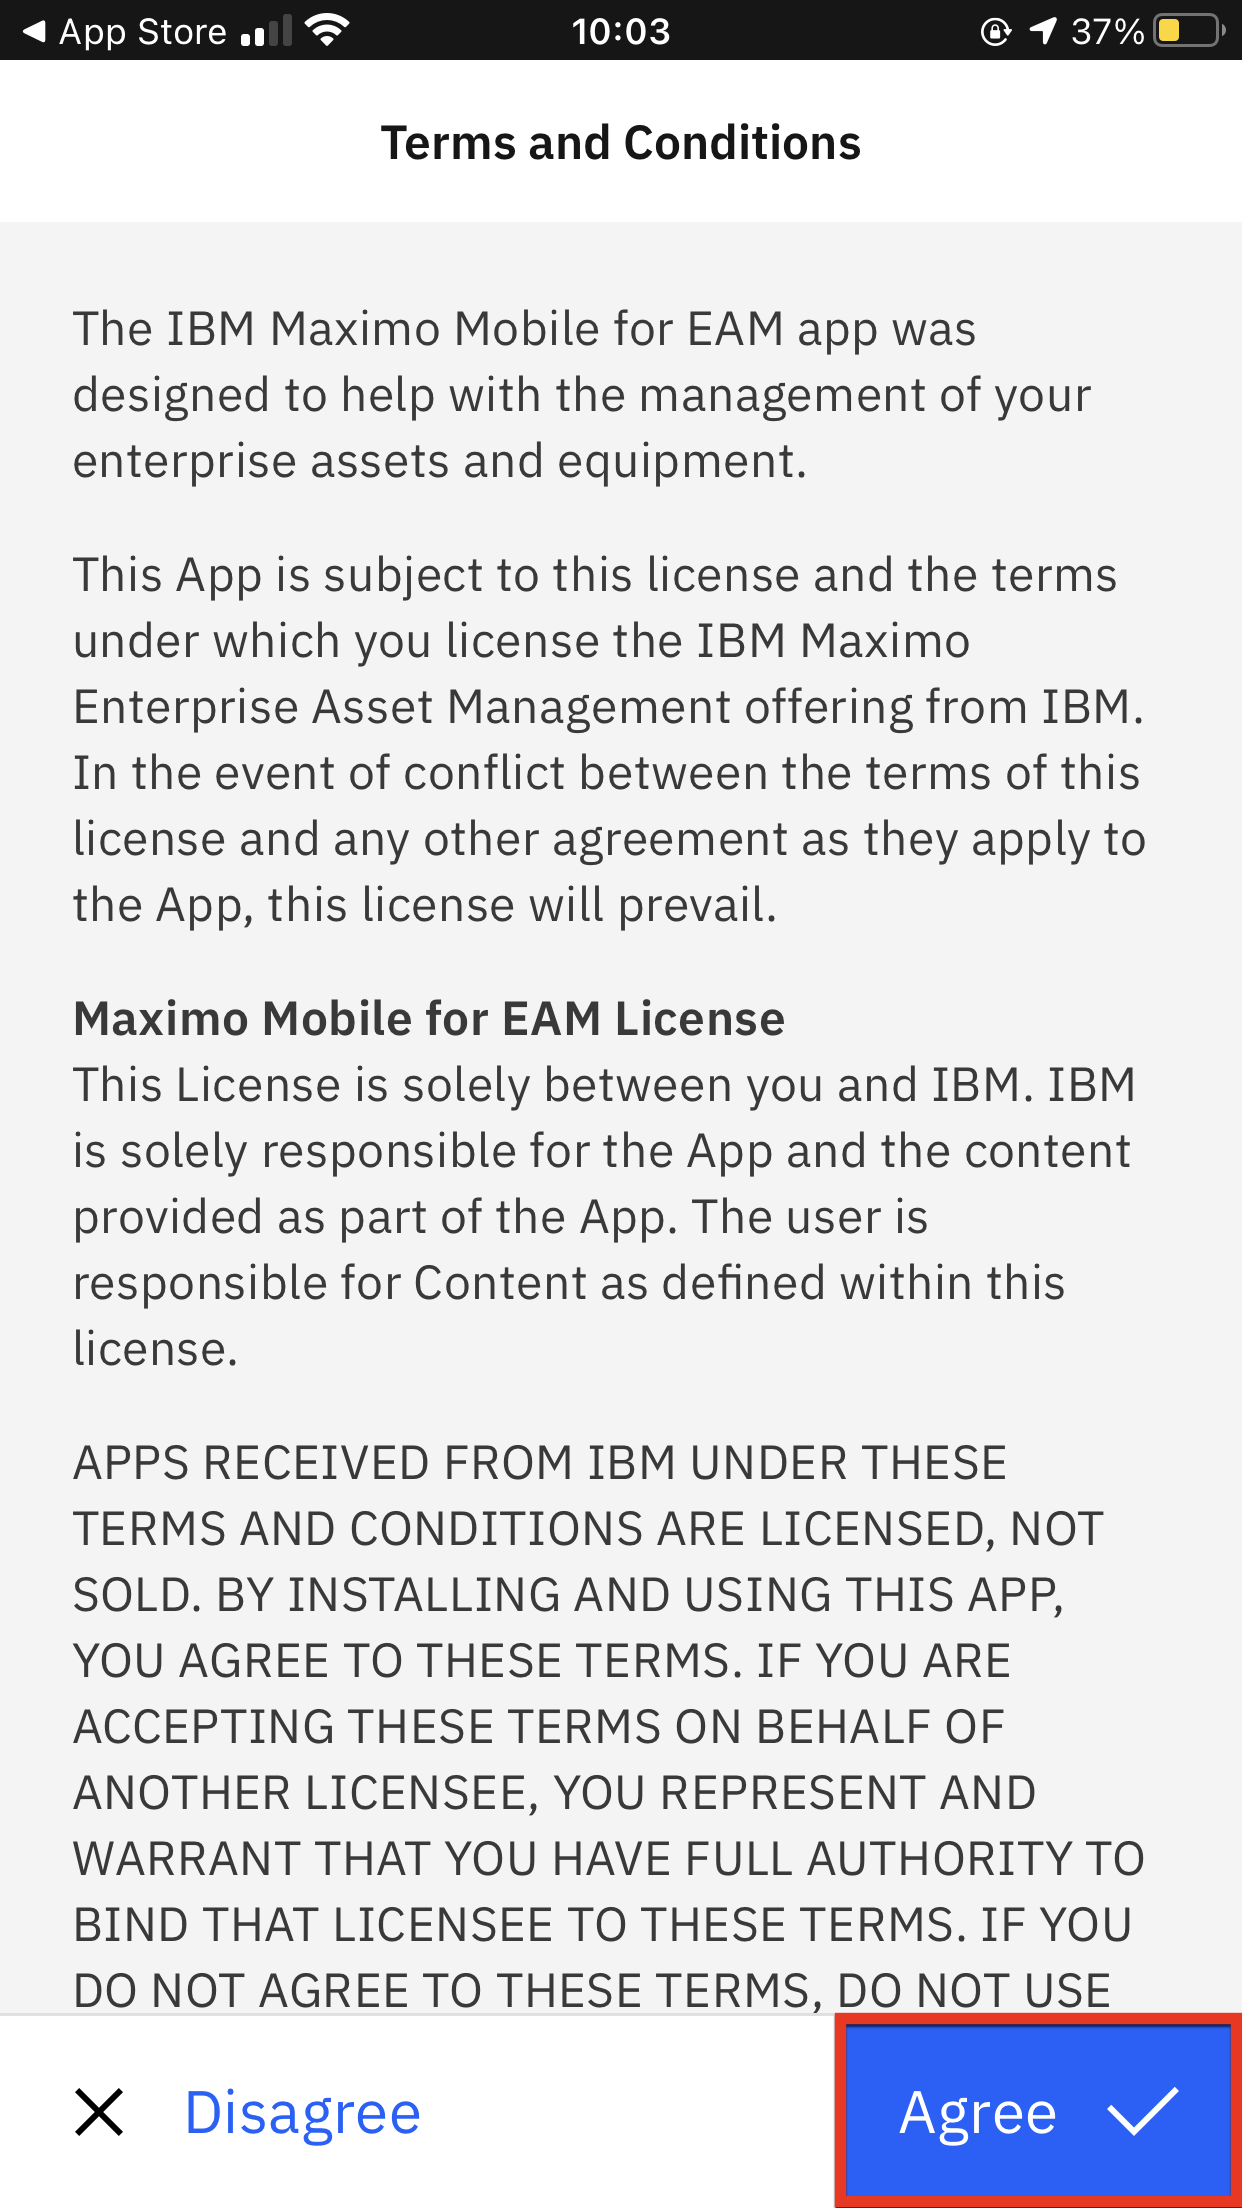 App Store
10:03
37%
Terms and Conditions
The IBM Maximo Mobile for EAM app was
designed to help with the management of your
enterprise assets and equipment.
This App is subject to this license and the terms
under which you license the IBM Maximo
Enterprise Asset Management offering from IBM.
In the event of conflict between the terms of this
license and any other agreement as they apply to
the App, this license will prevail.
Maximo Mobile for EAM License
This License is solely between you and IBM. IBM
is solely responsible for the App and the content
provided as part of the App. The user is
responsible for Content as defined within this
license.
APPS RECEIVED FROM IBM UNDER THESE
TERMS AND CONDITIONS ARE LICENSED, NOT
SOLD. BY INSTALLING AND USING THIS APP,
YOU AGREE TO THESE TERMS. IF YOU ARE
ACCEPTING THESE TERMS ON BEHALF OF
ANOTHER LICENSEE, YOU REPRESENT AND
WARRANT THAT YOU HAVE FULL AUTHORITY TO
BIND THAT LICENSEE TO THESE TERMS. IF YOU
DO NOT AGREE TO THESE TERMS, DO NOT USE
Disagree
Agree